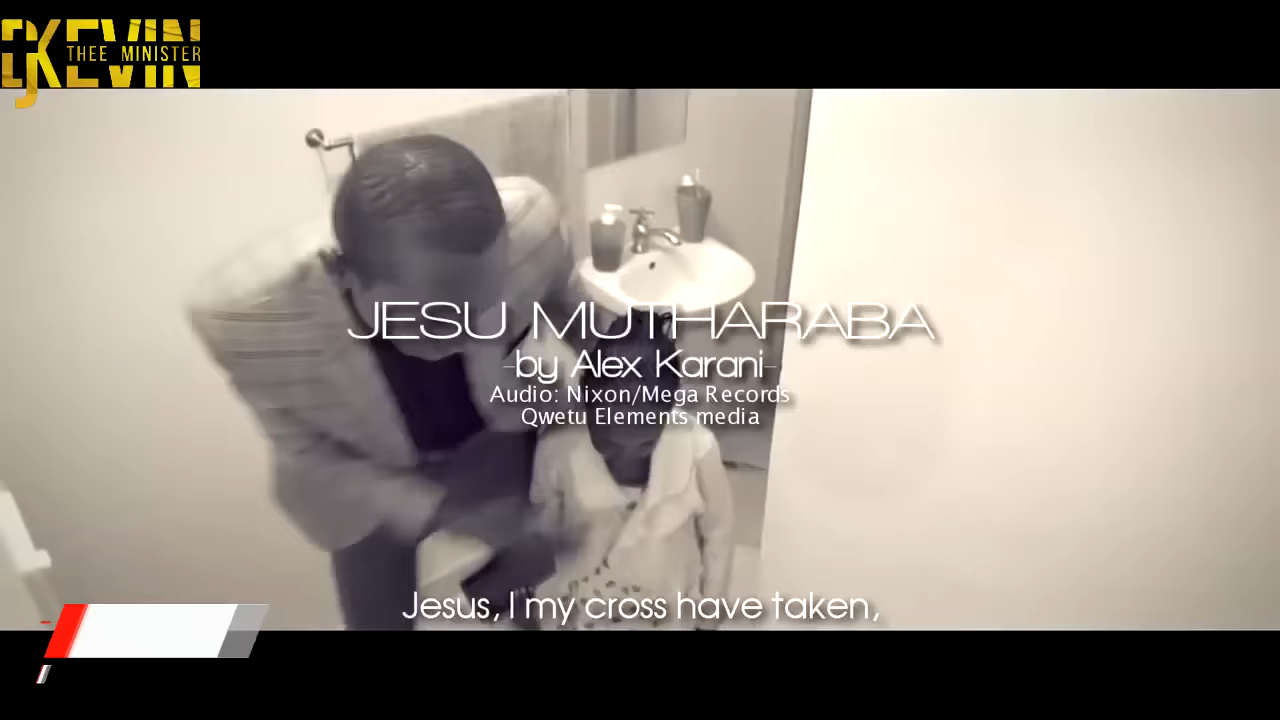 DJ KEVIN
THEE MINISTER
JESU MUTHARABA
-by Alex Karani-
Audio: Nixon/Mega Records
Qwetu Elements media
Jesus, I my cross have taken,